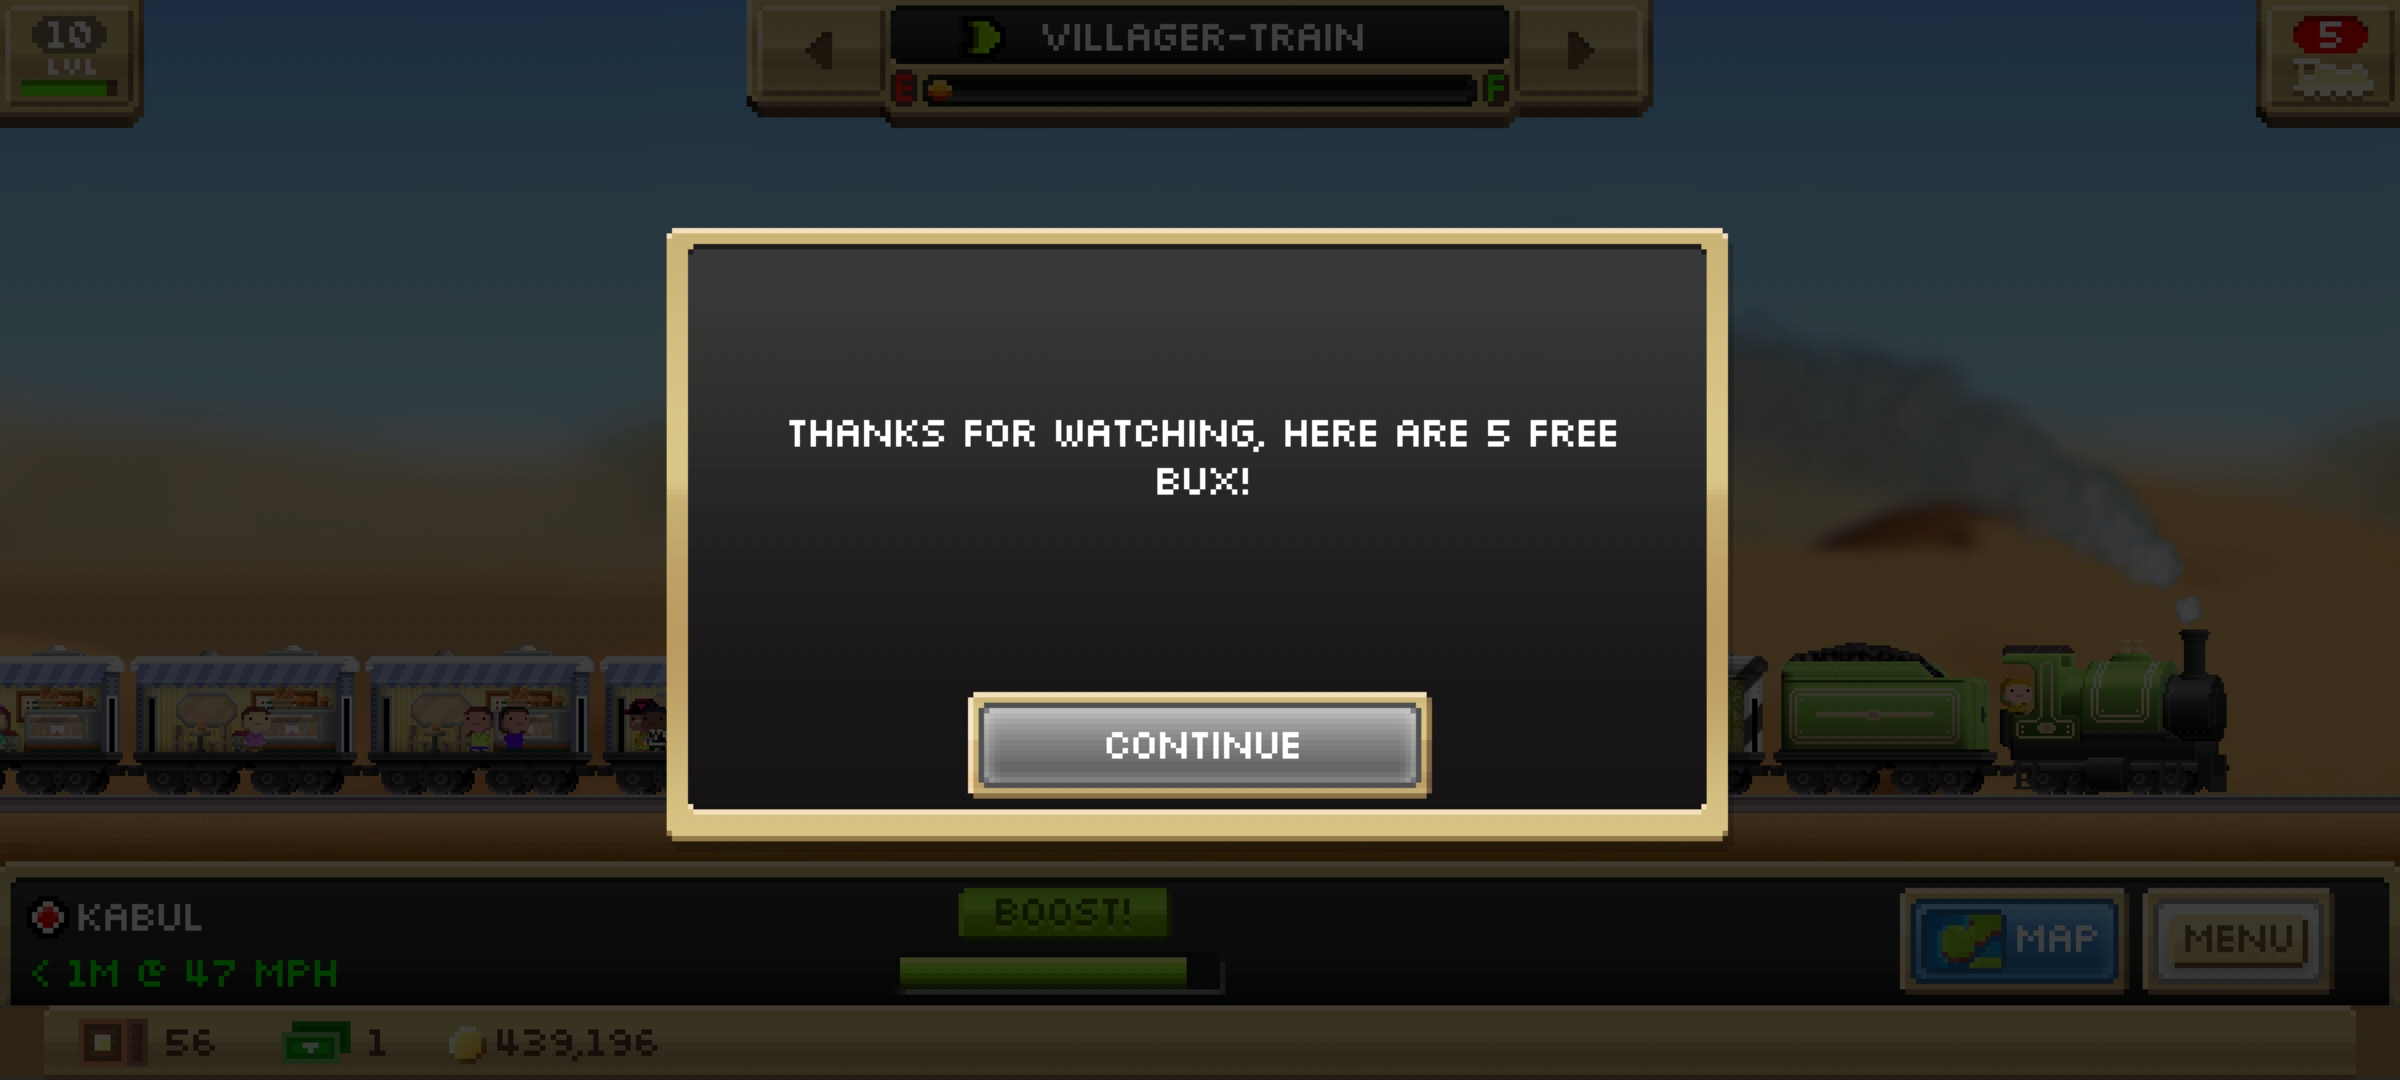 10
LVL
VILLAGER-TRAIN
E F
5
THANKS FOR WATCHING, HERE ARE 5 FREE
BUX!
CONTINUE
KABUL
< 1M @ 47 MPH
BOOST!
MAP
MENU
56
1
439,196